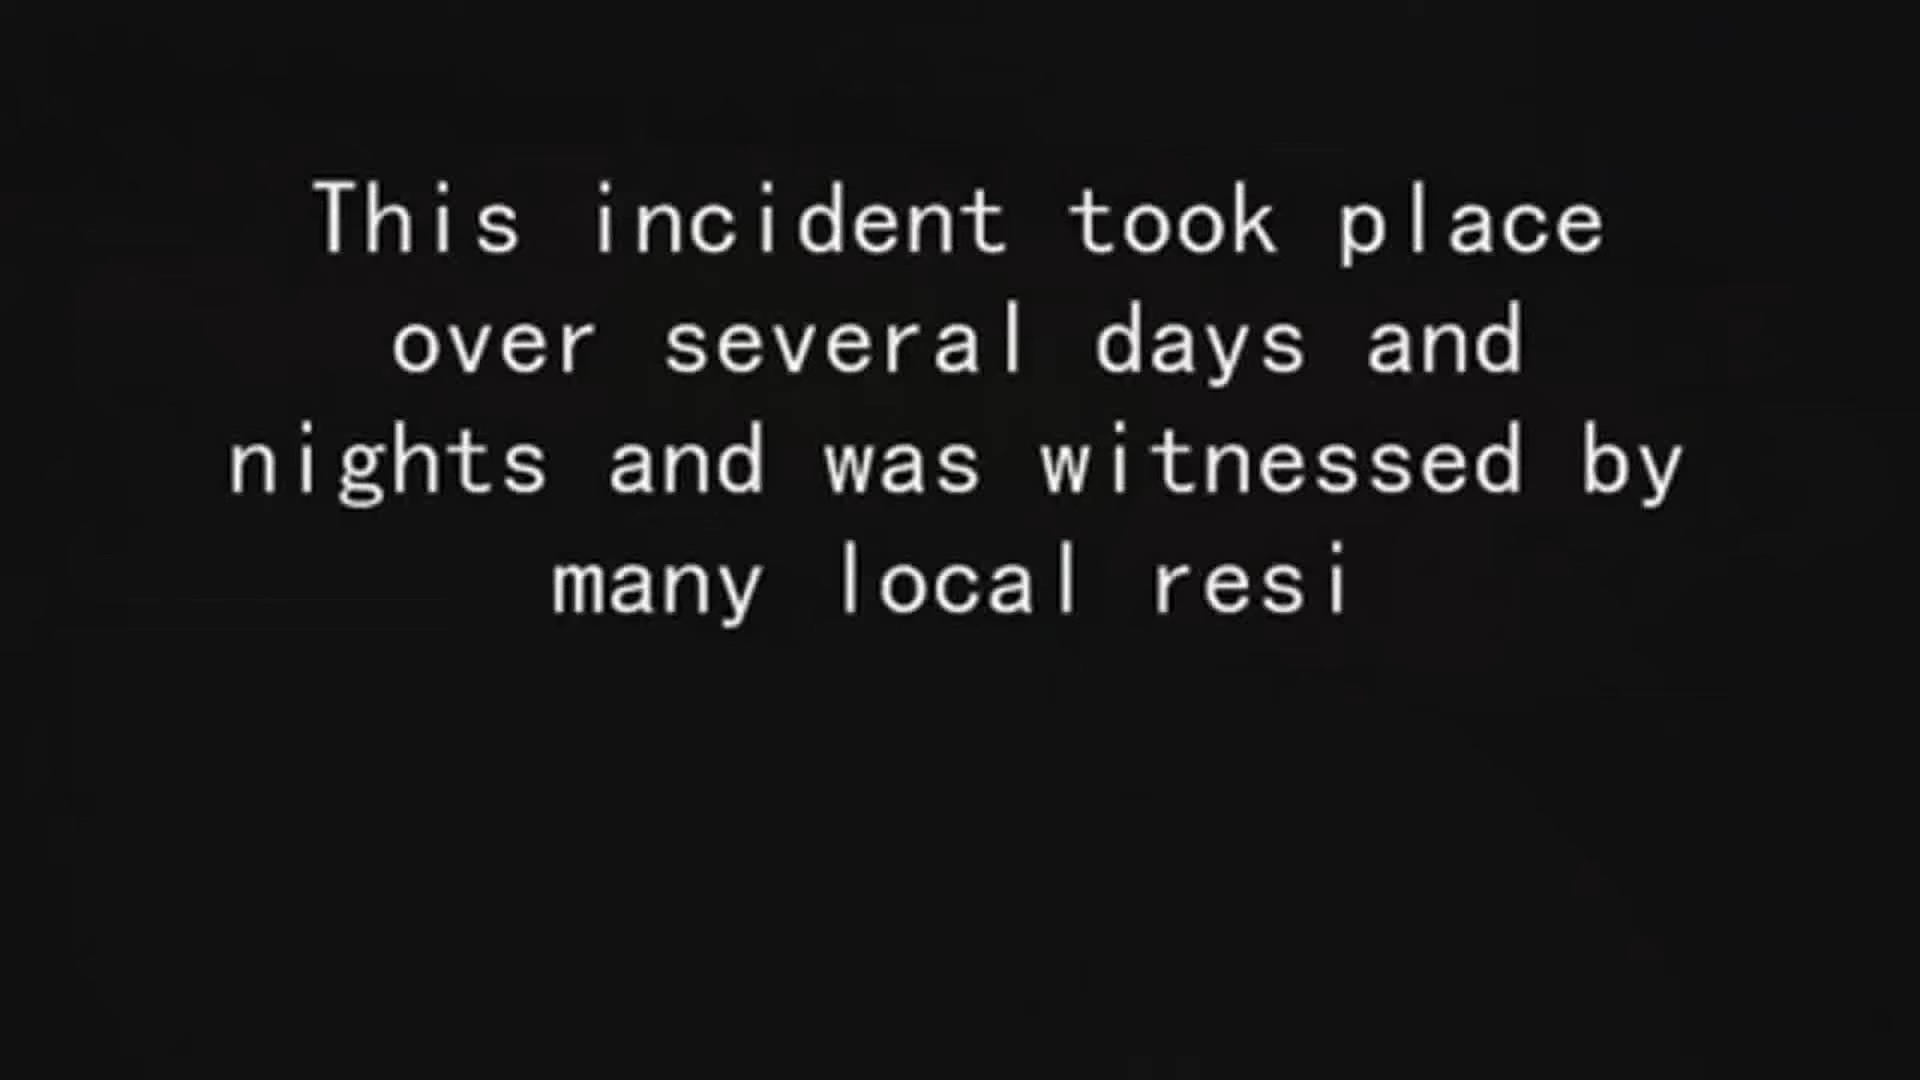 This incident took place
over several days and
nights and was witnessed by
many local resi